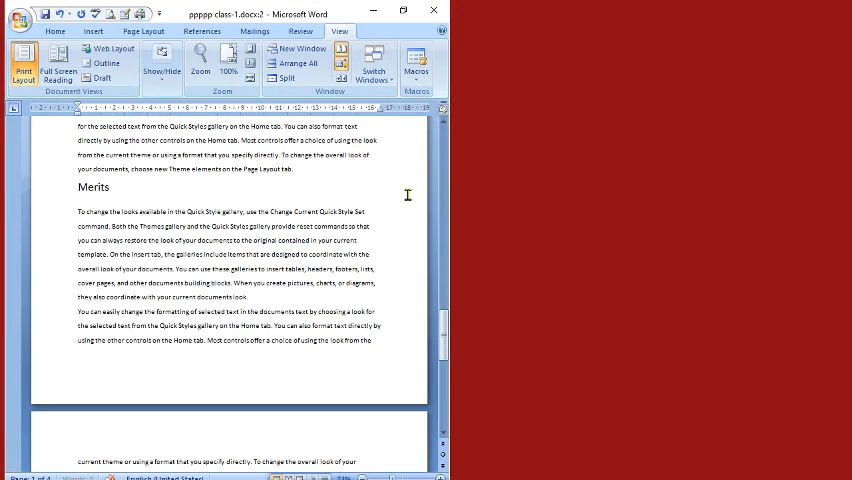 ppppp class-1.docx:2 - Microsoft Word
Home Insert Page Layout References Mailings Review View
Print Layout
Full Screen Reading
Web Layout
Outline
Draft
Document Views
Show/Hide
Zoom
100%
Zoom
New Window
Arrange All
Split
Switch Windows
Window
Macros
Macros
for the selected text from the Quick Styles gallery on the Home tab. You can also format text
directly by using the other controls on the Home tab. Most controls offer a choice of using the look
from the current theme or using a format that you specify directly. To change the overall look of
your documents, choose new Theme elements on the Page Layout tab.
Merits
To change the looks available in the Quick Style gallery, use the Change Current Quick Style Set
command. Both the Themes gallery and the Quick Styles gallery provide reset commands so that
you can always restore the look of your documents to the original contained in your current
template. On the insert tab, the galleries include items that are designed to coordinate with the
overall look of your documents. You can use these galleries to insert tables, headers, footers, lists,
cover pages, and other documents building blocks. When you create pictures, charts, or diagrams,
they also coordinate with your current documents look.
You can easily change the formatting of selected text in the documents text by choosing a look for
the selected text from the Quick Styles gallery on the Home tab. You can also format text directly by
using the other controls on the Home tab. Most controls offer a choice of using the look from the
current theme or using a format that you specify directly. To change the overall look of your
Page: 1 of 4 Words: 0 English (United States) 73%